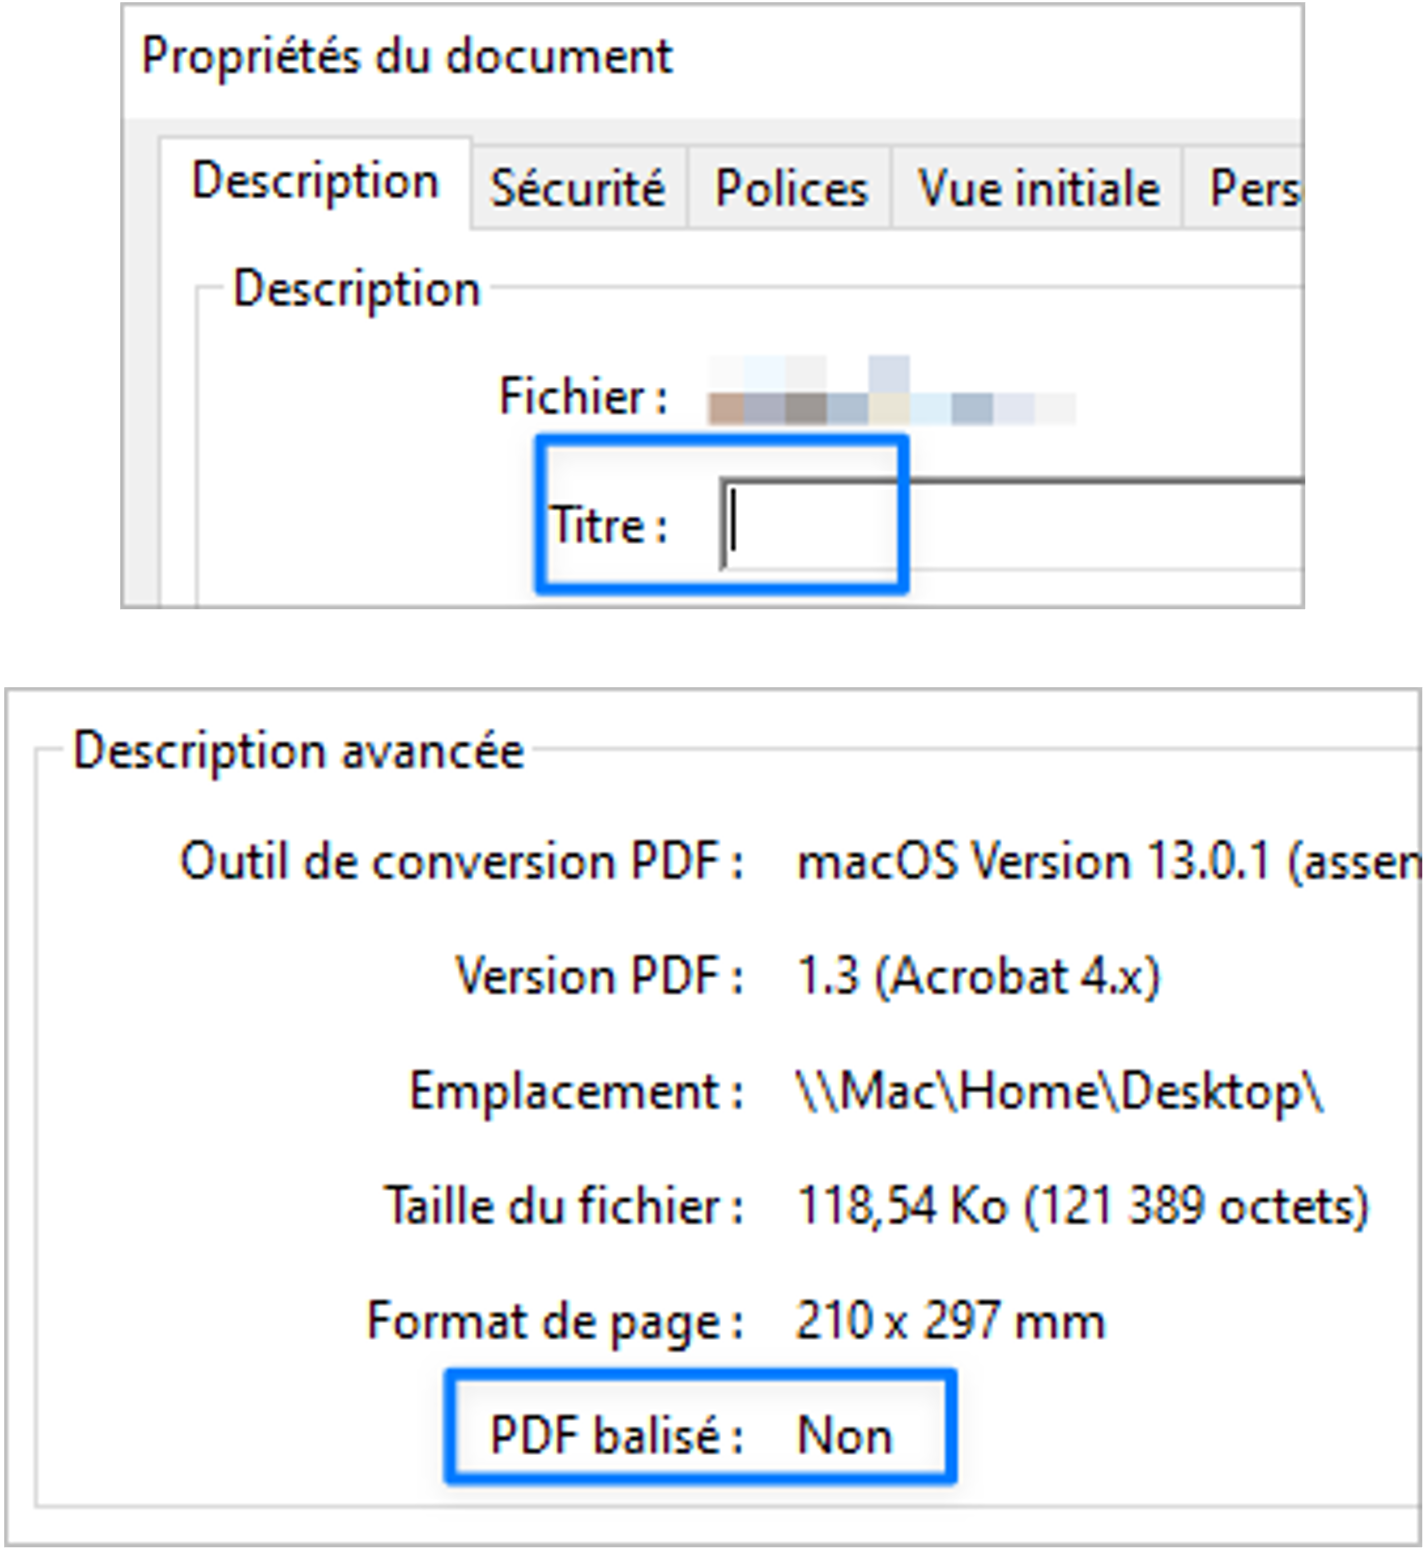 Propriétés du document
Description Sécurité Polices Vue initiale Pers
Description
Fichier :
Titre :
Description avancée
Outil de conversion PDF : macOS Version 13.0.1 (assem
Version PDF : 1.3 (Acrobat 4.x)
Emplacement : \\Mac\Home\Desktop\
Taille du fichier : 118,54 Ko (121 389 octets)
Format de page : 210 x 297 mm
PDF balisé : Non